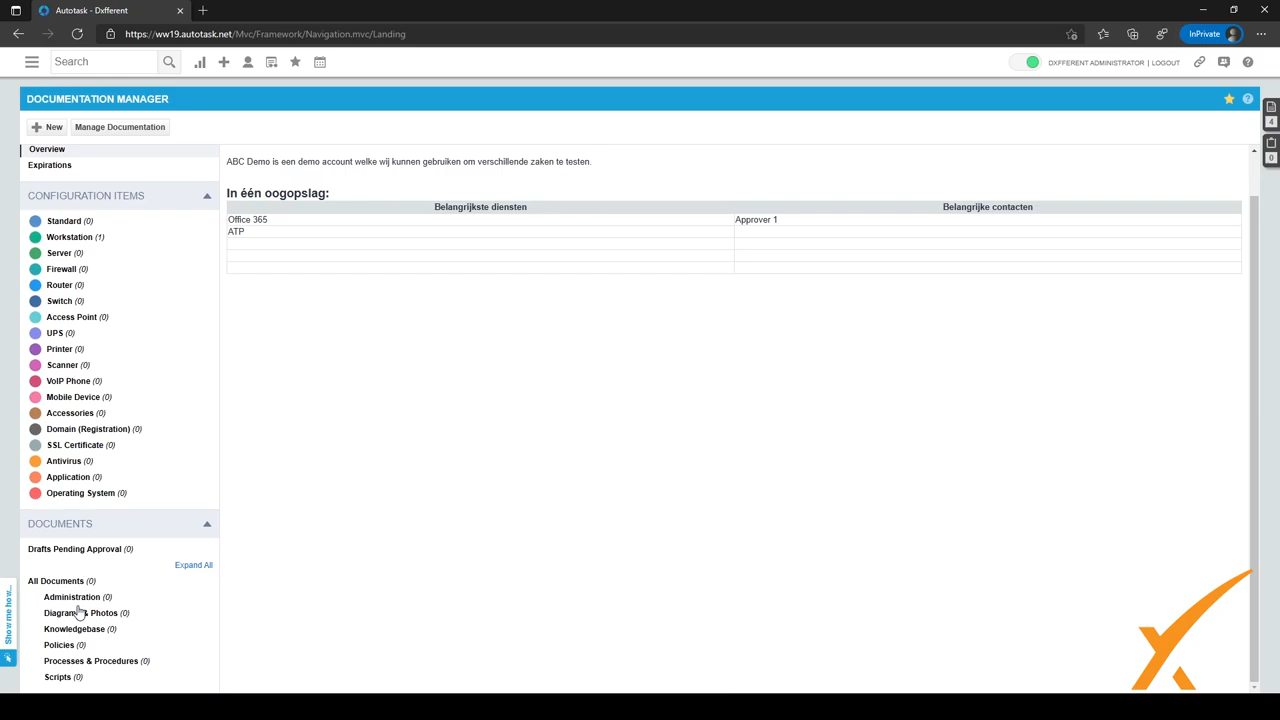 Autotask - Dxfferent
https://ww19.autotask.net/Mvc/Framework/Navigation.mvc/Landing
InPrivate
Search
DXFFERENT ADMINISTRATOR | LOGOUT
DOCUMENTATION MANAGER
New
Manage Documentation
4
0
Overview
Expirations
CONFIGURATION ITEMS
Standard (0)
Workstation (1)
Server (0)
Firewall (0)
Router (0)
Switch (0)
Access Point (0)
UPS (0)
Printer (0)
Scanner (0)
VoIP Phone (0)
Mobile Device (0)
Accessories (0)
Domain (Registration) (0)
SSL Certificate (0)
Antivirus (0)
Application (0)
Operating System (0)
DOCUMENTS
Drafts Pending Approval (0)
Expand All
All Documents (0)
Administration (0)
Diagrams & Photos (0)
Knowledgebase (0)
Policies (0)
Processes & Procedures (0)
Scripts (0)
Show me how...
ABC Demo is een demo account welke wij kunnen gebruiken om verschillende zaken te testen.
In één oogopslag:
Belangrijkste diensten Belangrijke contacten
Office 365 Approver 1
ATP